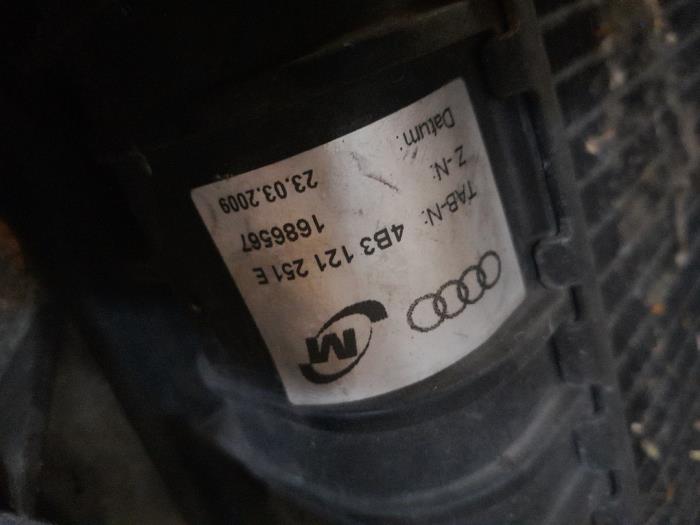 M
TAB-N: 4B3 121 251 E
Z-N: 1686567
Datum: 23.03.2009